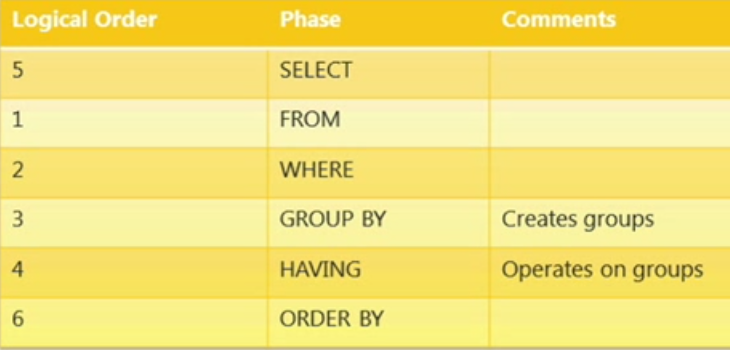 Logical Order Phase Comments
5 SELECT
1 FROM
2 WHERE
3 GROUP BY Creates groups
4 HAVING Operates on groups
6 ORDER BY